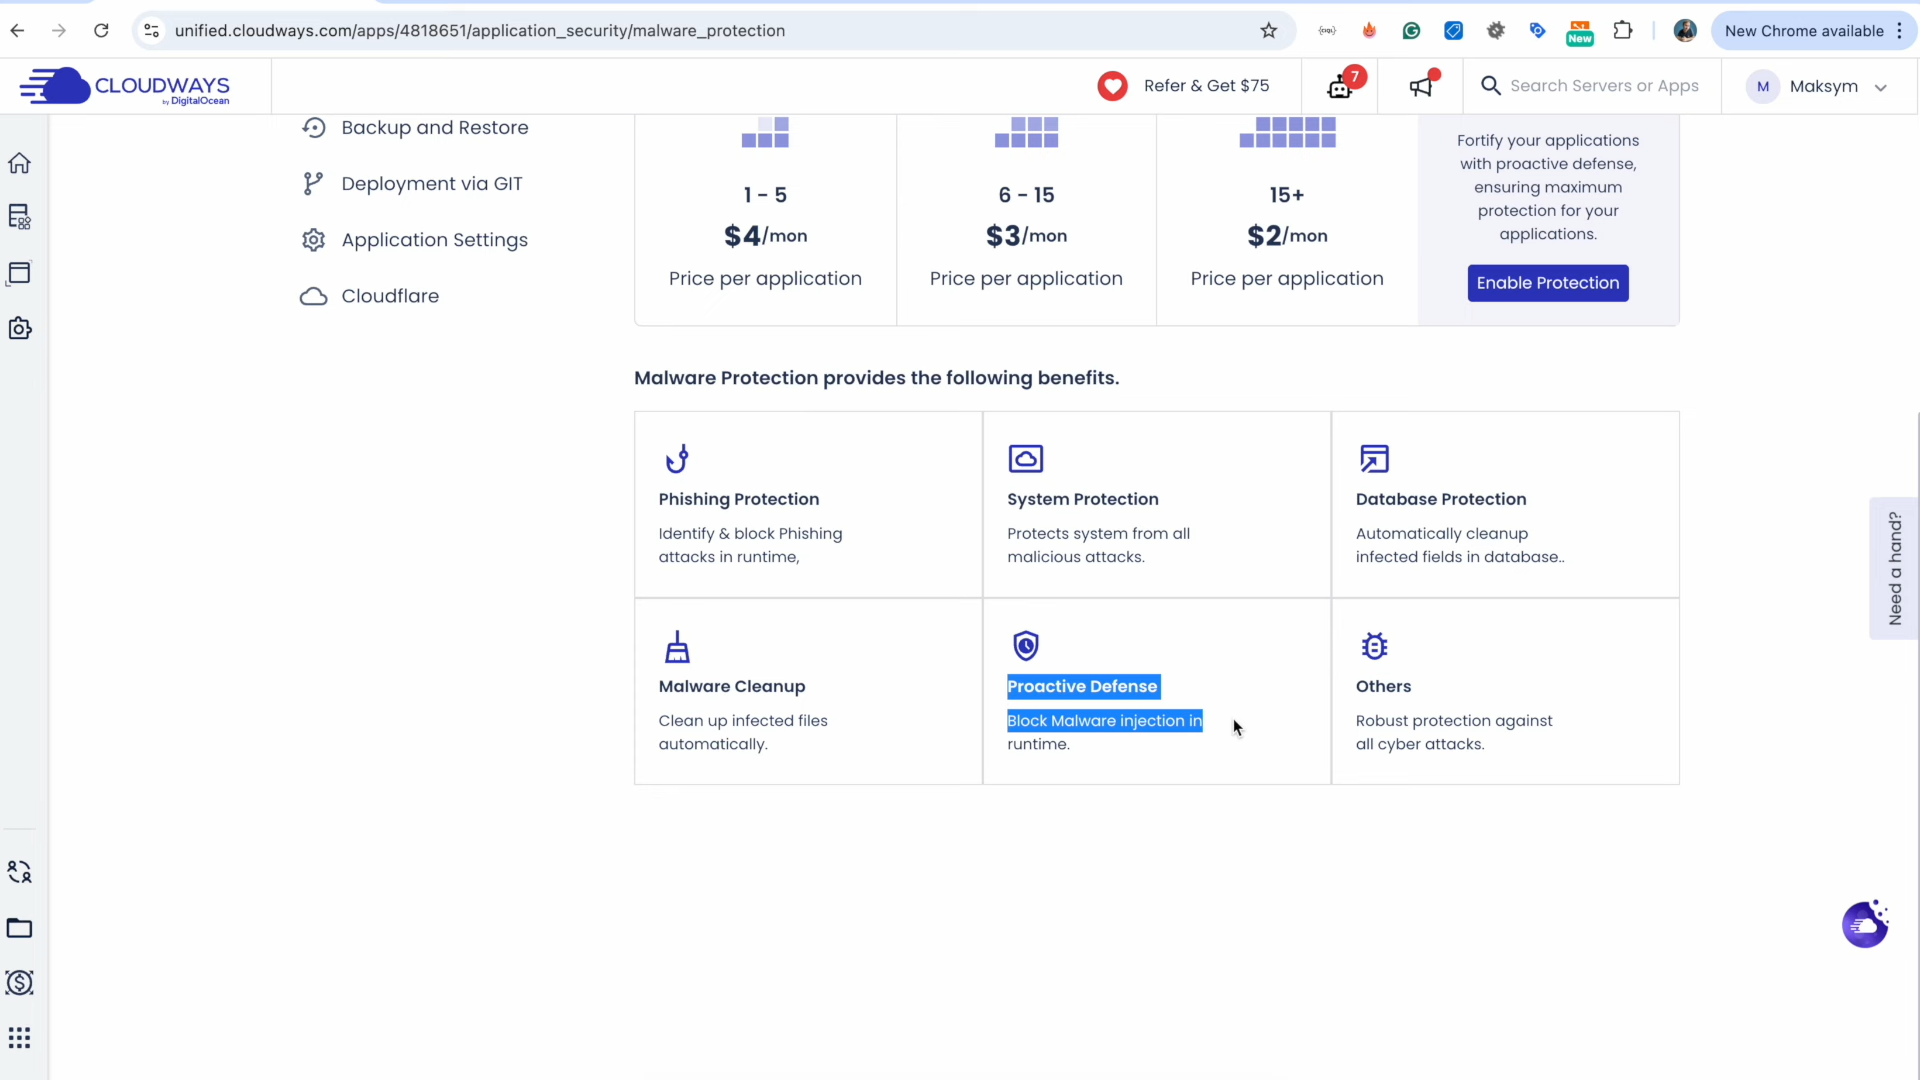 unified.cloudways.com/apps/4818651/application_security/malware_protection
New
New Chrome available
CLOUDWAYS
by DigitalOcean
Refer & Get $75
7
Search Servers or Apps
M
Maksym
Backup and Restore
Deployment via GIT
Application Settings
Cloudflare
1 - 5
$4/mon
Price per application
6 - 15
$3/mon
Price per application
15+
$2/mon
Price per application
Fortify your applications
with proactive defense,
ensuring maximum
protection for your
applications.
Enable Protection
Malware Protection provides the following benefits.
Phishing Protection
Identify & block Phishing
attacks in runtime,
System Protection
Protects system from all
malicious attacks.
Database Protection
Automatically cleanup
infected fields in database..
Malware Cleanup
Clean up infected files
automatically.
Proactive Defense
Block Malware injection in
runtime.
Others
Robust protection against
all cyber attacks.
Need a hand?